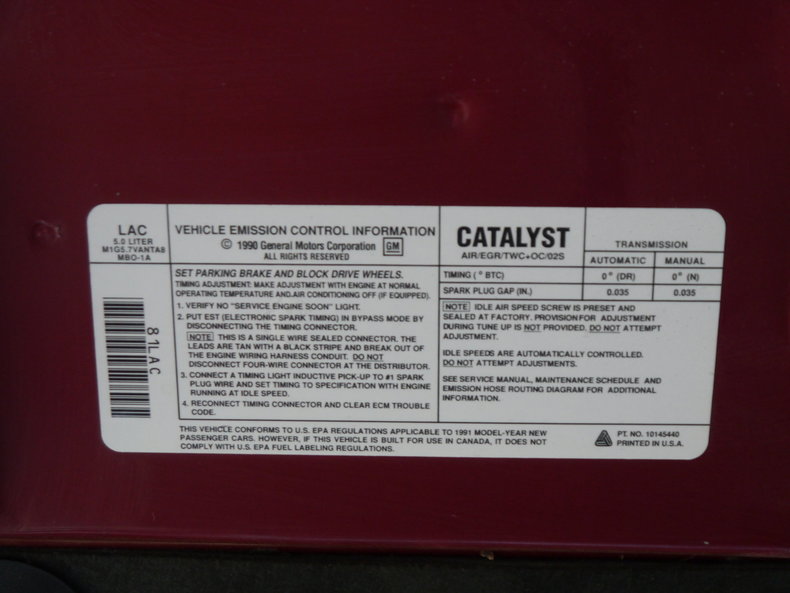 LAC
5.0 LITER
M1G5.7VANTA8
MBO-1A
81LAC
VEHICLE EMISSION CONTROL INFORMATION
© 1990 General Motors Corporation GM
ALL RIGHTS RESERVED
SET PARKING BRAKE AND BLOCK DRIVE WHEELS.
TIMING ADJUSTMENT: MAKE ADJUSTMENT WITH ENGINE AT NORMAL
OPERATING TEMPERATURE AND AIR CONDITIONING OFF (IF EQUIPPED).
1. VERIFY NO "SERVICE ENGINE SOON" LIGHT.
2. PUT EST (ELECTRONIC SPARK TIMING) IN BYPASS MODE BY
DISCONNECTING THE TIMING CONNECTOR.
NOTE THIS IS A SINGLE WIRE SEALED CONNECTOR. THE
LEADS ARE TAN WITH A BLACK STRIPE AND BREAK OUT OF
THE ENGINE WIRING HARNESS CONDUIT. DO NOT
DISCONNECT FOUR-WIRE CONNECTOR AT THE DISTRIBUTOR.
3. CONNECT A TIMING LIGHT INDUCTIVE PICK-UP TO #1 SPARK
PLUG WIRE AND SET TIMING TO SPECIFICATION WITH ENGINE
RUNNING AT IDLE SPEED.
4. RECONNECT TIMING CONNECTOR AND CLEAR ECM TROUBLE
CODE.
CATALYST
AIR/EGR/TWC+OC/02S
TRANSMISSION
AUTOMATIC MANUAL
TIMING (° BTC) 0° (DR) 0° (N)
SPARK PLUG GAP (IN.) 0.035 0.035
NOTE IDLE AIR SPEED SCREW IS PRESET AND
SEALED AT FACTORY. PROVISION FOR ADJUSTMENT
DURING TUNE UP IS NOT PROVIDED. DO NOT ATTEMPT
ADJUSTMENT.
IDLE SPEEDS ARE AUTOMATICALLY CONTROLLED.
DO NOT ATTEMPT ADJUSTMENTS.
SEE SERVICE MANUAL, MAINTENANCE SCHEDULE AND
EMISSION HOSE ROUTING DIAGRAM FOR ADDITIONAL
INFORMATION.
THIS VEHICLE CONFORMS TO U.S. EPA REGULATIONS APPLICABLE TO 1991 MODEL-YEAR NEW
PASSENGER CARS. HOWEVER, IF THIS VEHICLE IS BUILT FOR USE IN CANADA, IT DOES NOT
COMPLY WITH U.S. EPA FUEL LABELING REGULATIONS.
PT. NO. 10145440
PRINTED IN U.S.A.